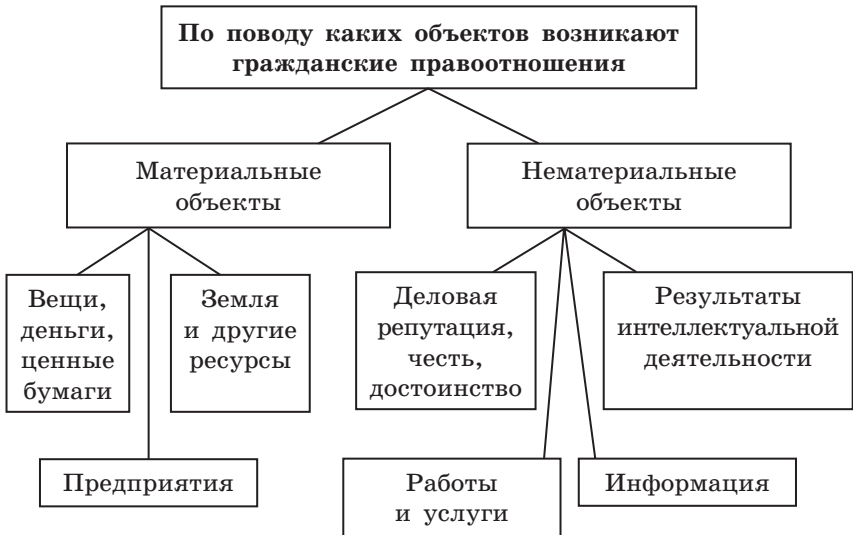 По поводу каких объектов возникают
гражданские правоотношения
Материальные
объекты
Нематериальные
объекты
Вещи,
деньги,
ценные
бумаги
Земля
и другие
ресурсы
Деловая
репутация,
честь,
достоинство
Результаты
интеллектуальной
деятельности
Предприятия
Работы
и услуги
Информация